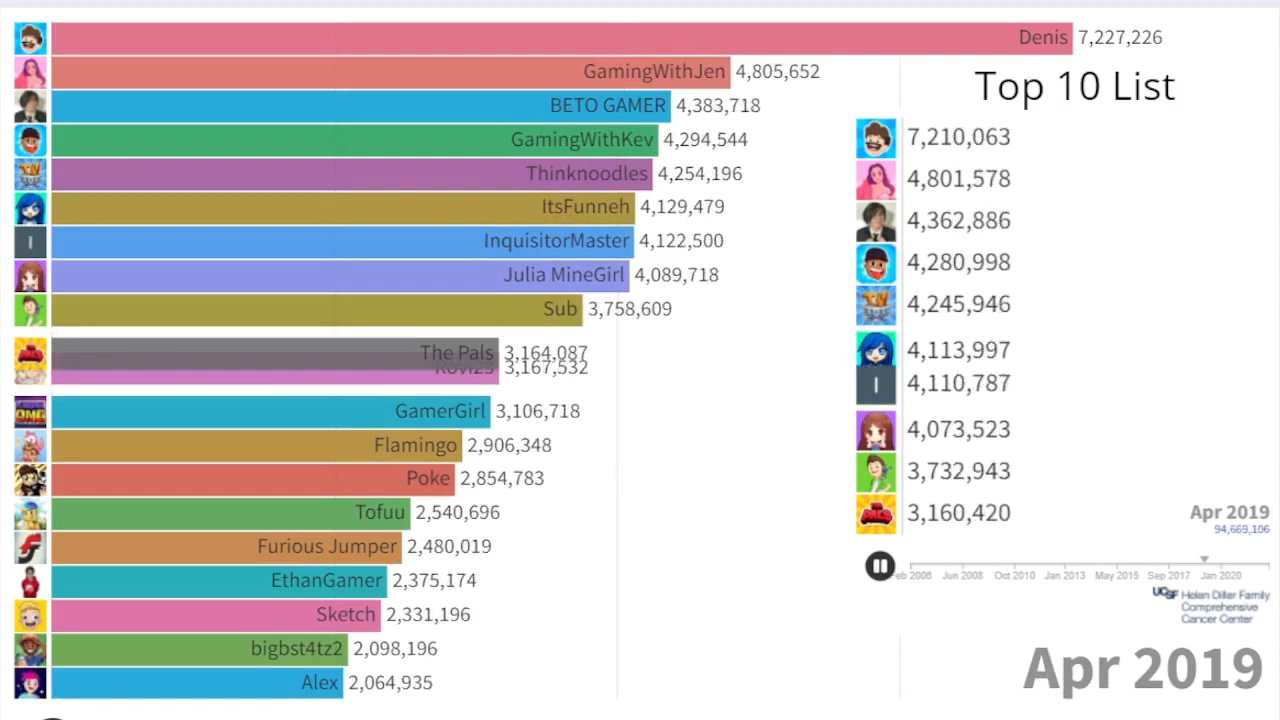 Denis 7,227,226
GamingWithJen 4,805,652
BETO GAMER 4,383,718
GamingWithKev 4,294,544
Thinknoodles 4,254,196
ItsFunneh 4,129,479
I InquisitorMaster 4,122,500
Julia MineGirl 4,089,718
Sub 3,758,609
The Pals 3,164,087
3,167,532
GamerGirl 3,106,718
Flamingo 2,906,348
Poke 2,854,783
Tofuu 2,540,696
Furious Jumper 2,480,019
EthanGamer 2,375,174
Sketch 2,331,196
bigbst4tz2 2,098,196
Alex 2,064,935
Top 10 List
7,210,063
4,801,578
4,362,886
4,280,998
4,245,946
4,113,997
I 4,110,787
4,073,523
3,732,943
3,160,420
Apr 2019
94,669,106
Feb 2006 Jun 2008 Oct 2010 Jan 2013 May 2015 Sep 2017 Jan 2020
UCSF Helen Diller Family
Comprehensive
Cancer Center
Apr 2019